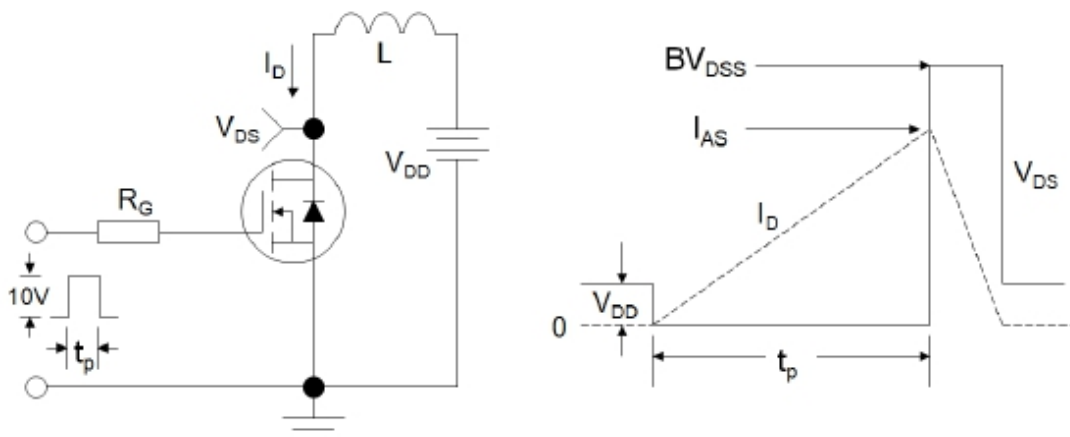 L
I_D
V_DS
V_DD
R_G
10V
t_p
BV_DSS
I_AS
V_DS
I_D
V_DD
0
t_p